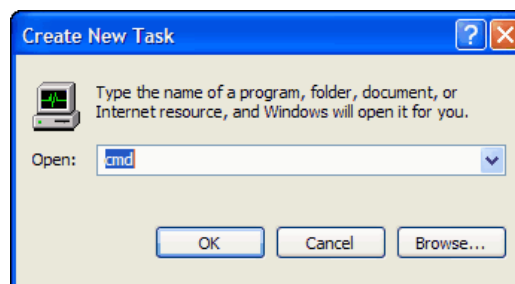 Create New Task
Type the name of a program, folder, document, or
Internet resource, and Windows will open it for you.
Open:
cmd
OK
Cancel
Browse...